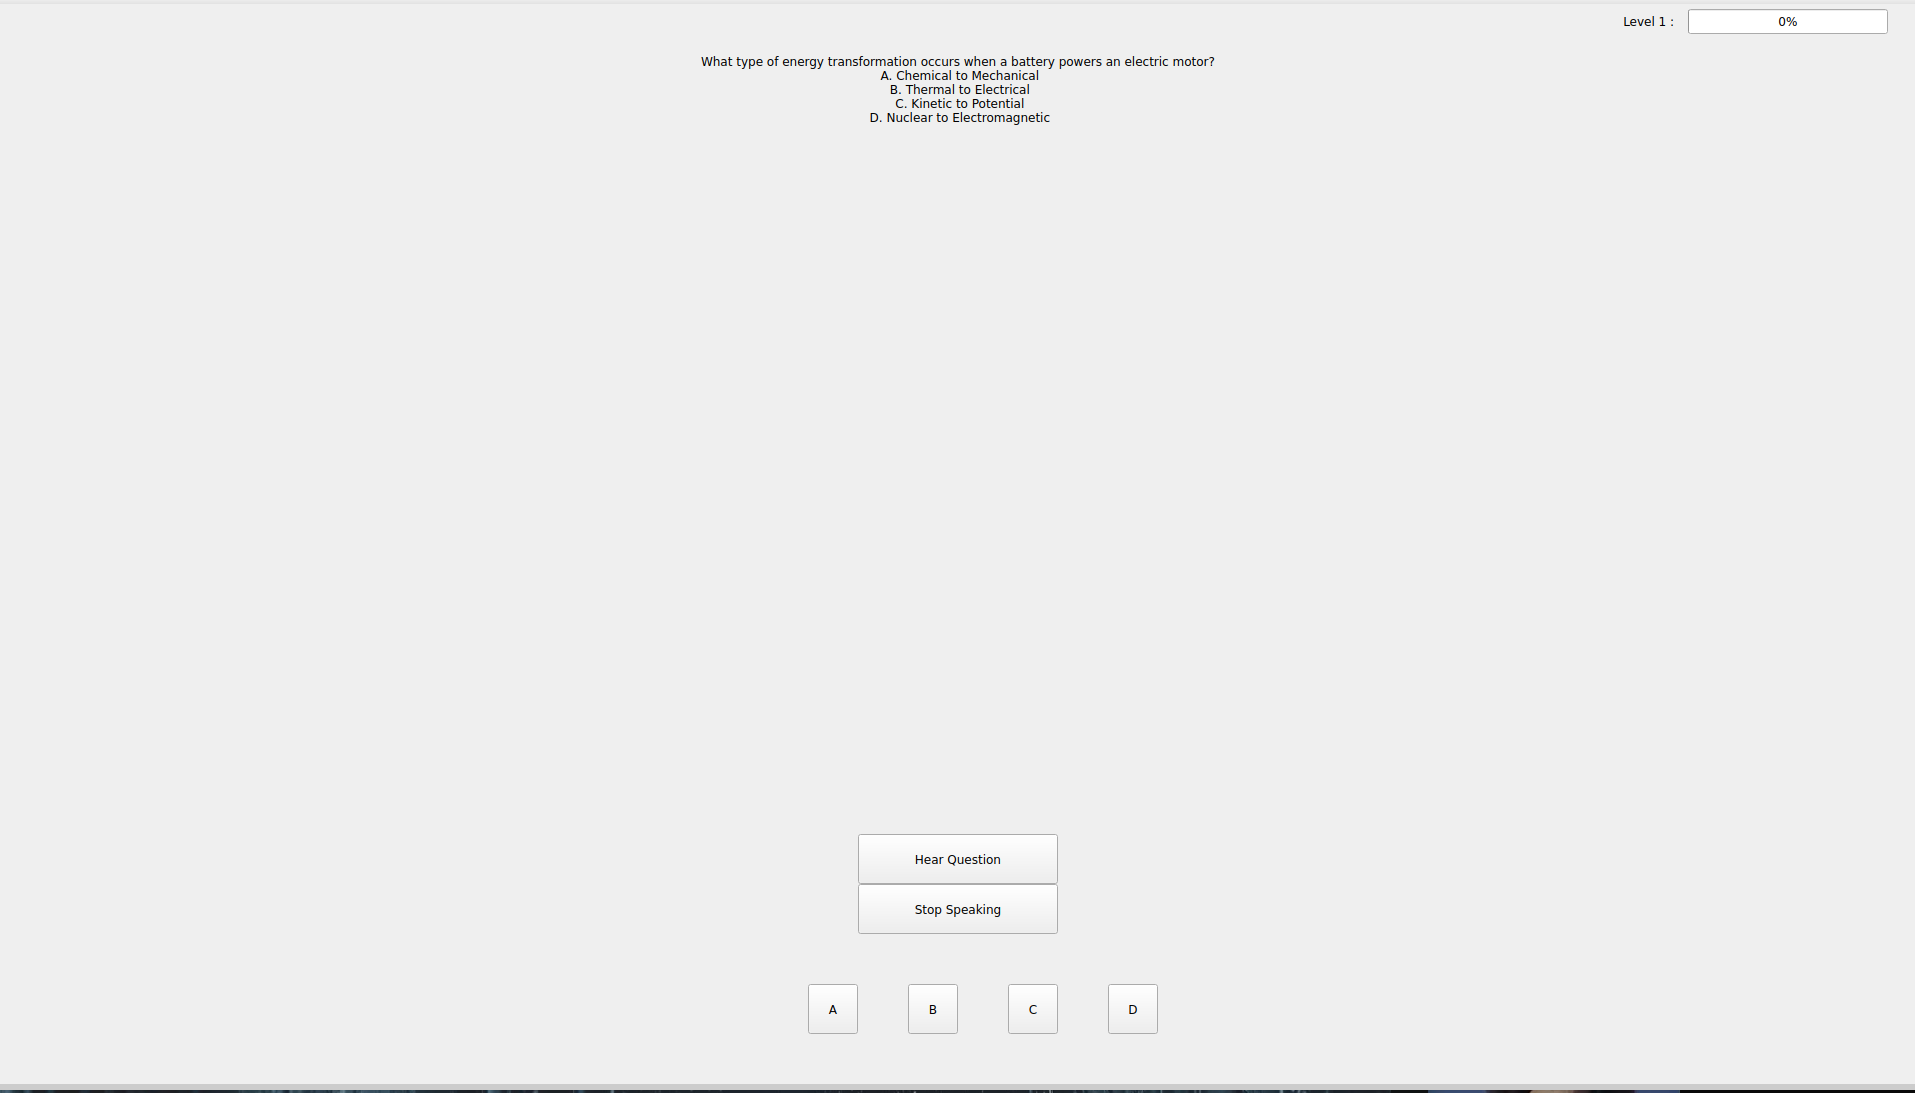 Level 1 :
0%
What type of energy transformation occurs when a battery powers an electric motor?
A. Chemical to Mechanical
B. Thermal to Electrical
C. Kinetic to Potential
D. Nuclear to Electromagnetic
Hear Question
Stop Speaking
A
B
C
D